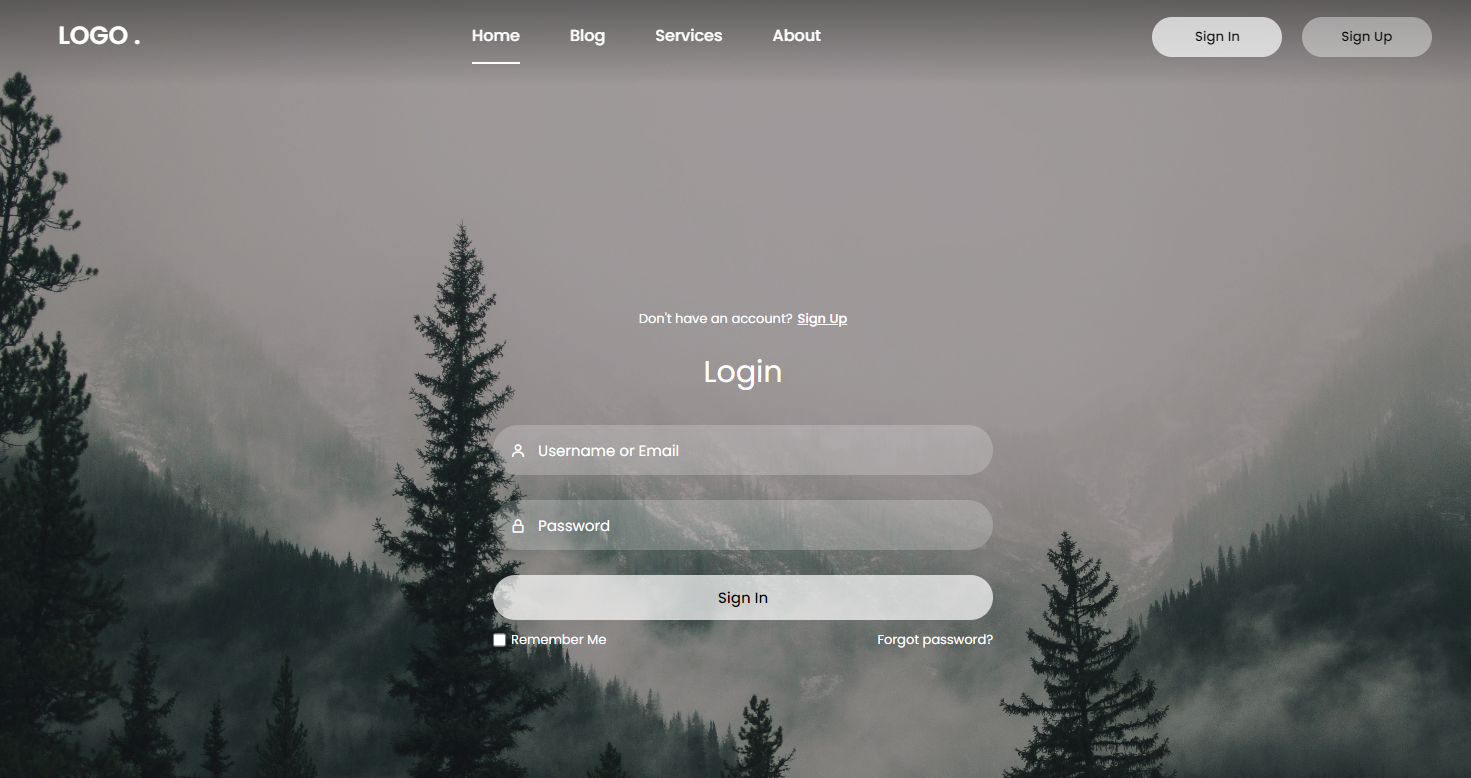 LOGO .
Home
Blog
Services
About
Sign In
Sign Up
Don't have an account? Sign Up
Login
Username or Email
Password
Sign In
Remember Me
Forgot password?